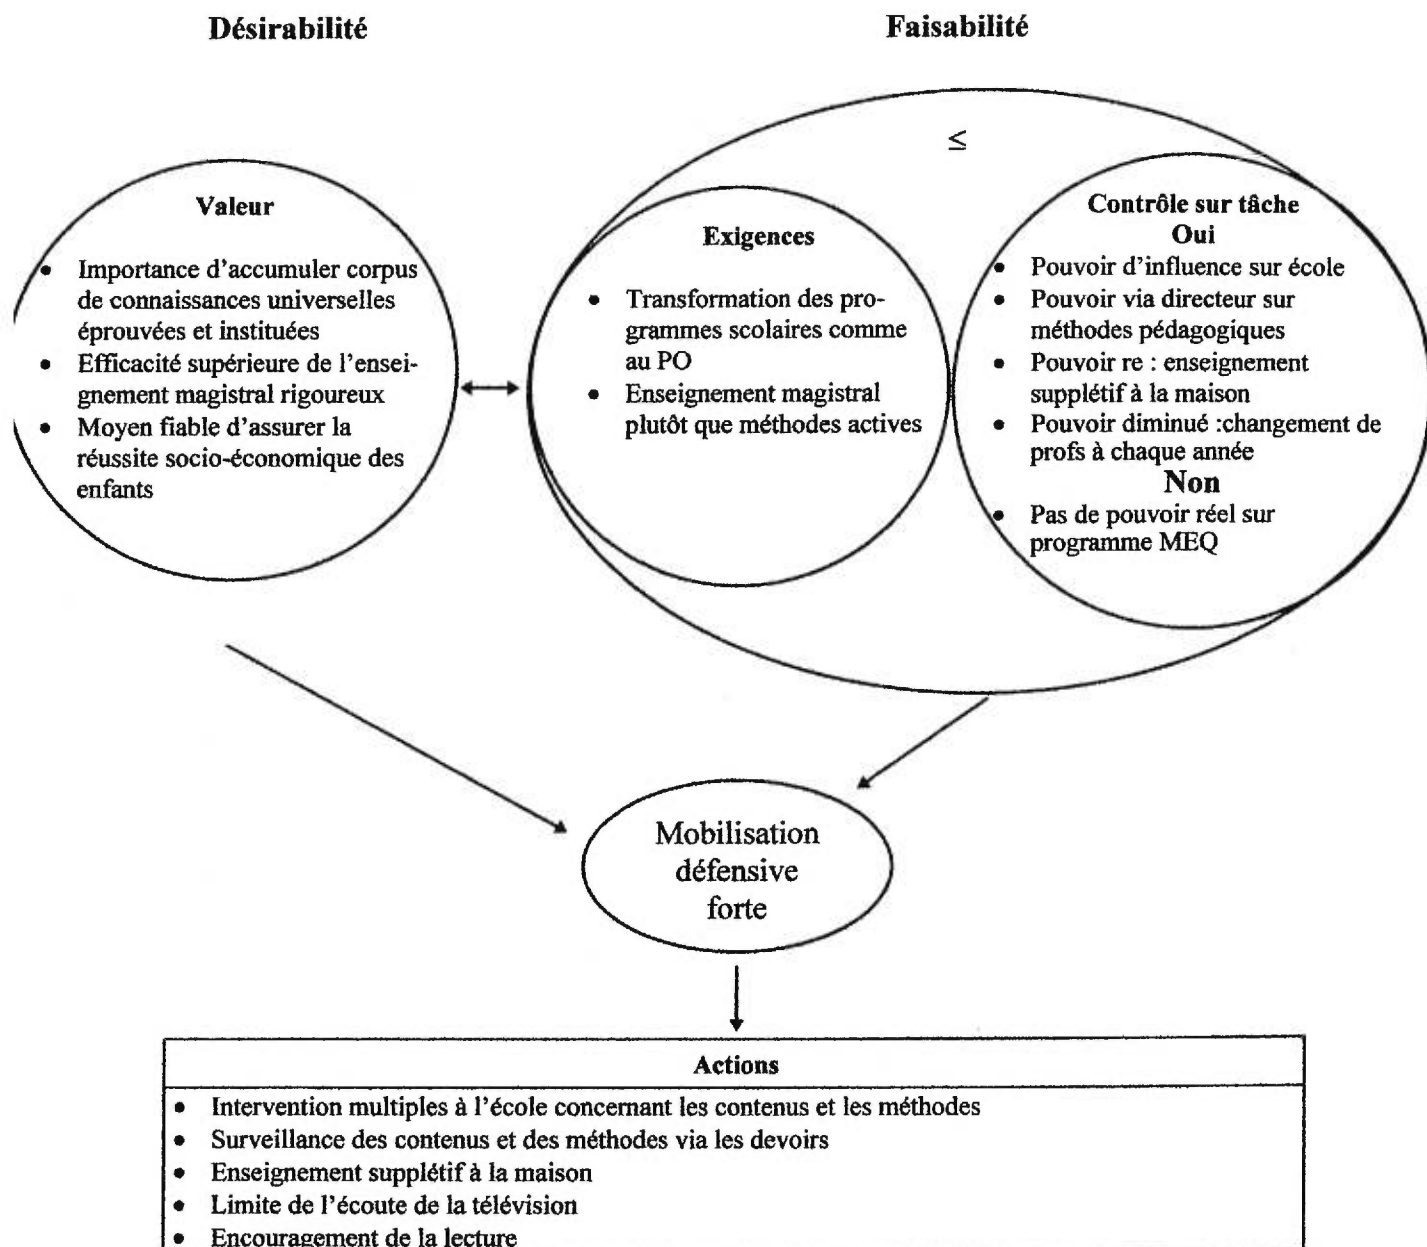 Désirabilité
Faisabilité
Valeur
• Importance d'accumuler corpus
de connaissances universelles
éprouvées et instituées
• Efficacité supérieure de l'ensei-
gnement magistral rigoureux
• Moyen fiable d'assurer la
réussite socio-économique des
enfants
≤
Exigences
• Transformation des pro-
grammes scolaires comme
au PO
• Enseignement magistral
plutôt que méthodes actives
Contrôle sur tâche
Oui
• Pouvoir d'influence sur école
• Pouvoir via directeur sur
méthodes pédagogiques
• Pouvoir re : enseignement
supplétif à la maison
• Pouvoir diminué :changement de
profs à chaque année
Non
• Pas de pouvoir réel sur
programme MEQ
Mobilisation
défensive
forte
Actions
• Intervention multiples à l'école concernant les contenus et les méthodes
• Surveillance des contenus et des méthodes via les devoirs
• Enseignement supplétif à la maison
• Limite de l'écoute de la télévision
• Encouragement de la lecture